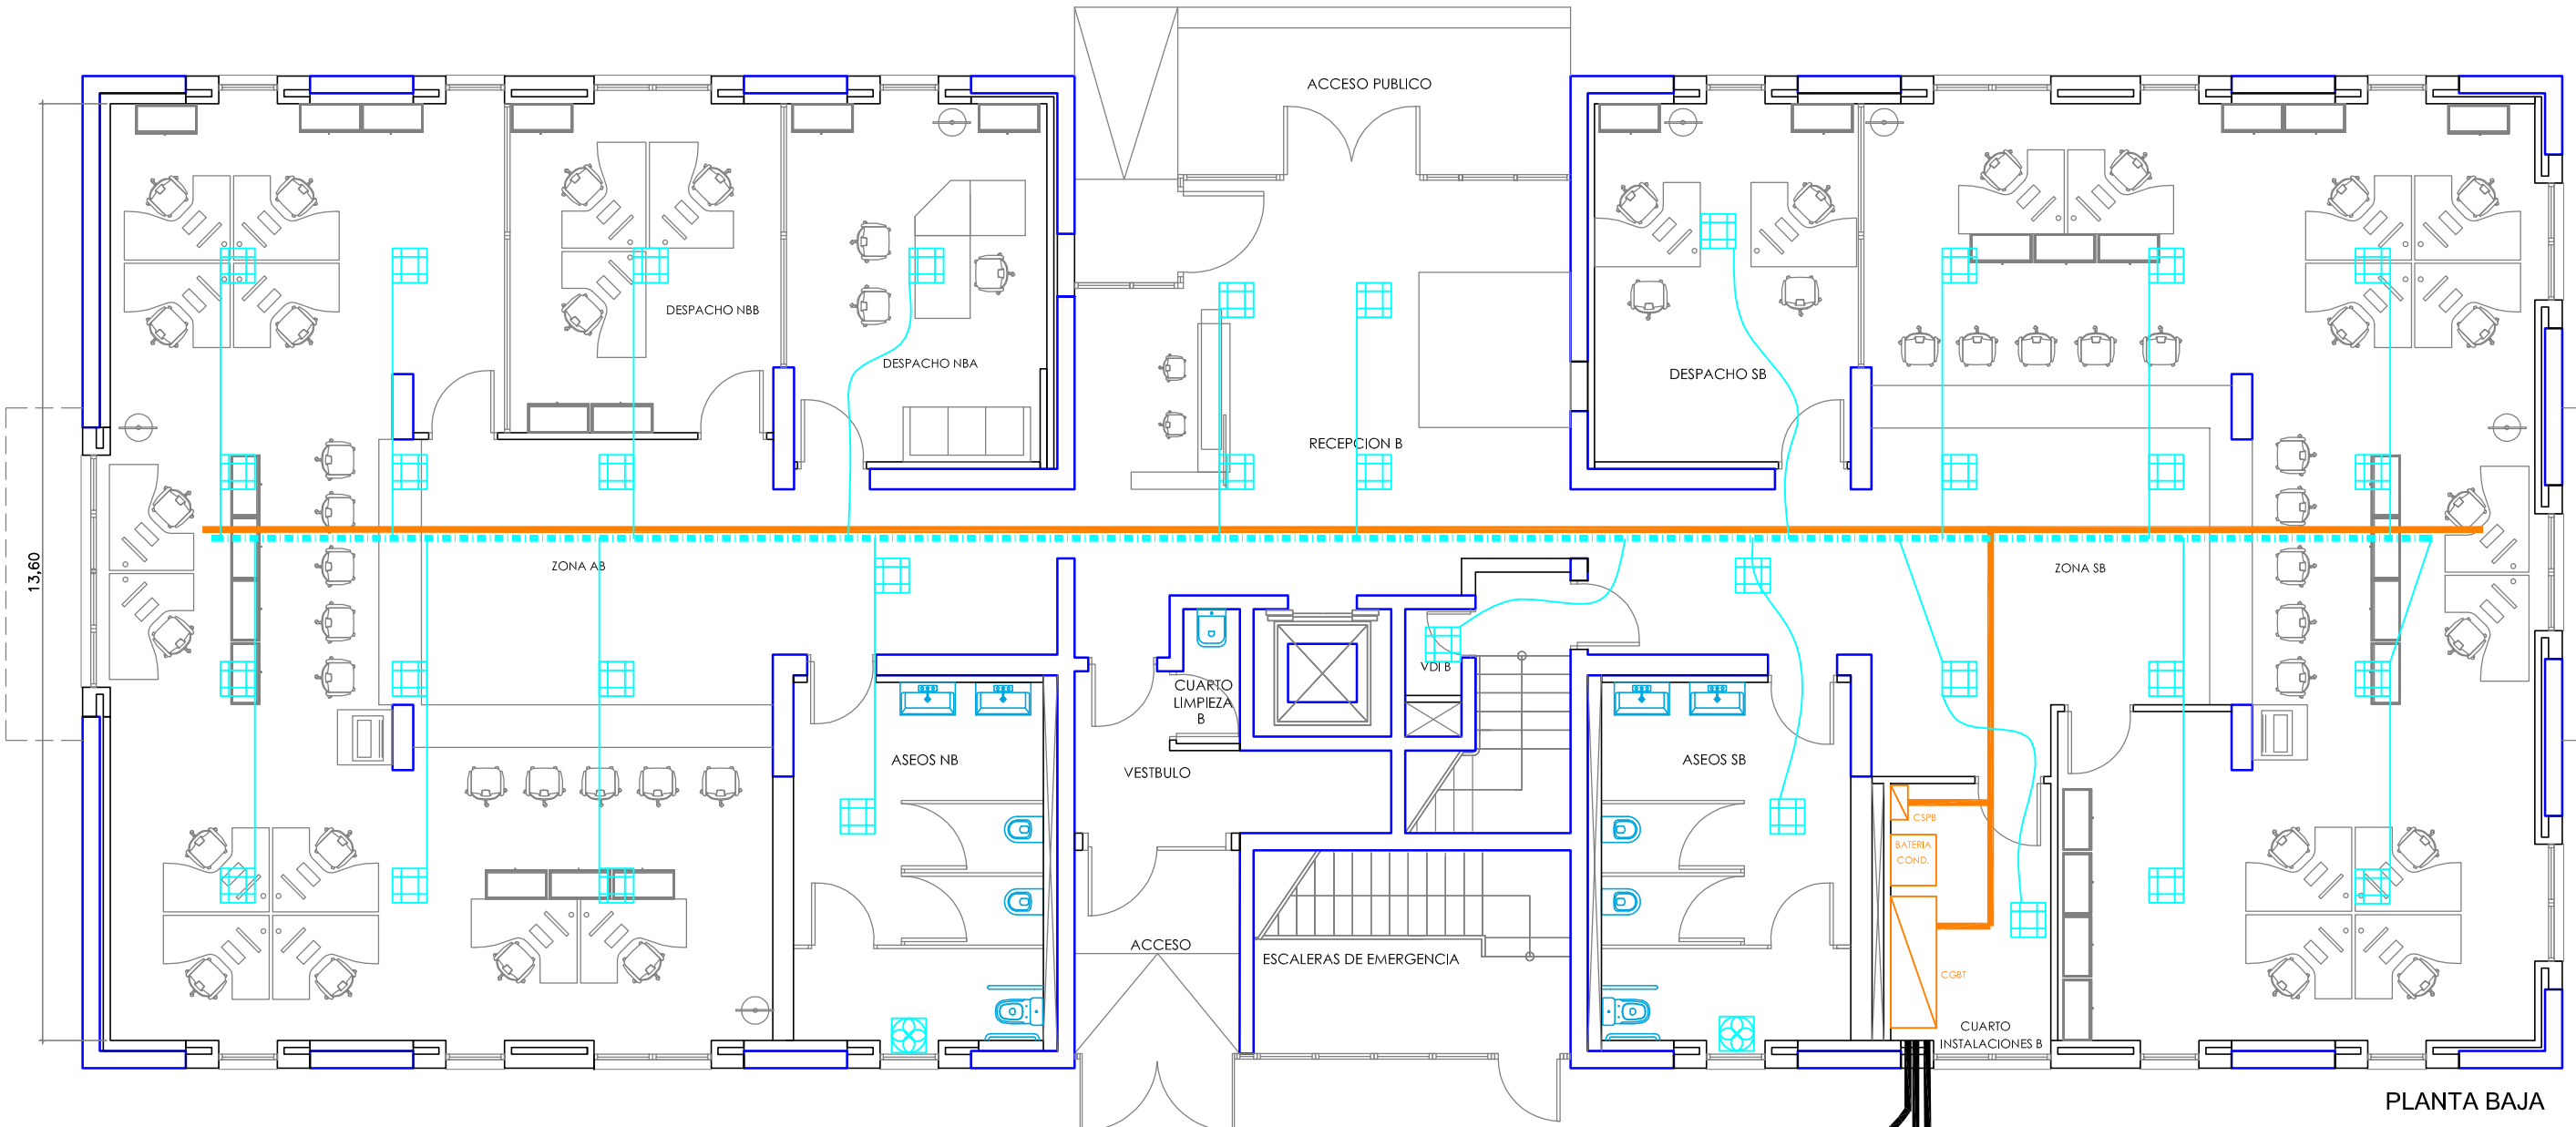 ACCESO PUBLICO
DESPACHO NBB
DESPACHO NBA
DESPACHO SB
RECEPCION B
13,60
ZONA AB
ZONA SB
VDI B
CUARTO
LIMPIEZA
B
ASEOS NB
VESTBULO
ASEOS SB
CSPB
BATERIA
COND.
ACCESO
ESCALERAS DE EMERGENCIA
CGBT
CUARTO
INSTALACIONES B
PLANTA BAJA